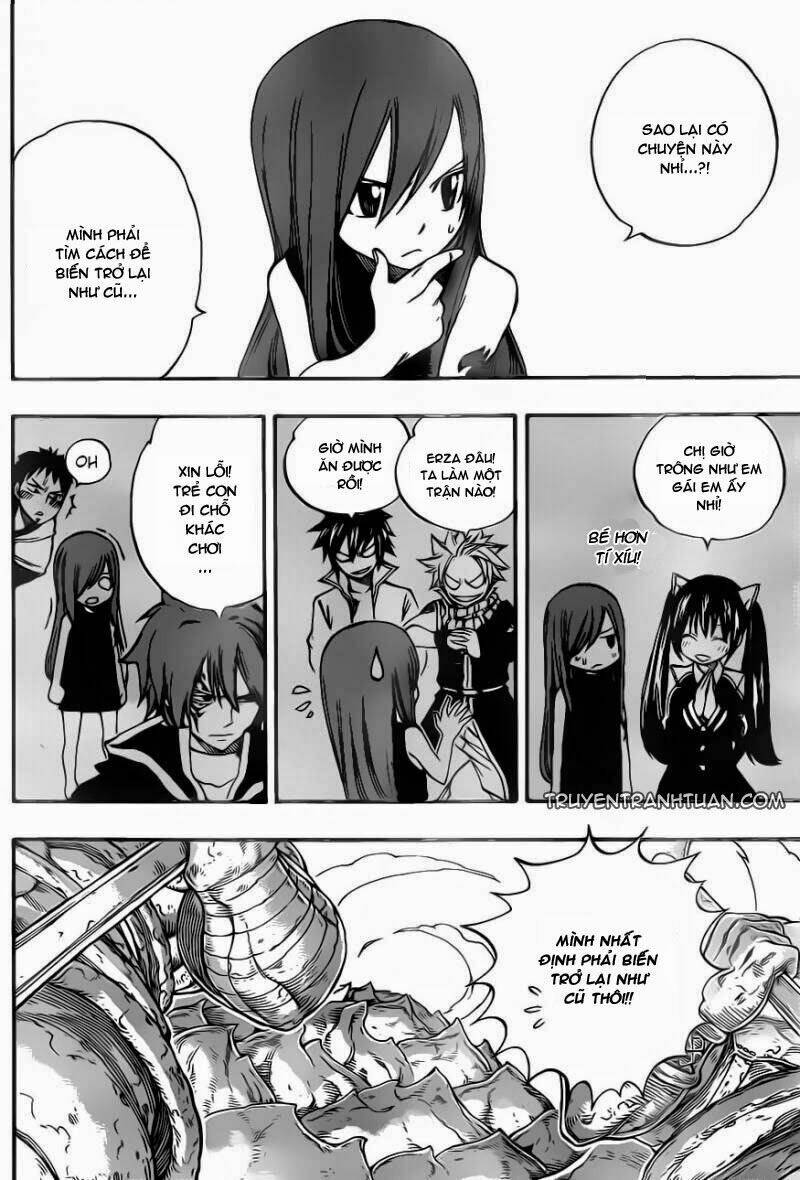 SAO LẠI CÓ
CHUYỆN NÀY
NHỈ...?!
MÌNH PHẢI
TÌM CÁCH ĐỂ
BIẾN TRỞ LẠI
NHƯ CŨ...
CHỊ GIỜ
TRÔNG NHƯ EM
GÁI EM ẤY
NHỈ!
BÉ HƠN
TÍ XÍU!
ERZA ĐÂU!
TA LÀM MỘT
TRẬN NÀO!
GIỜ MÌNH
ĂN ĐƯỢC
RỒI!
XIN LỖI!
TRẺ CON
ĐI CHỖ
KHÁC
CHƠI
...
OH
TRUYENTRANHTUAN.COM
MÌNH NHẤT
ĐỊNH PHẢI BIẾN
TRỞ LẠI NHƯ
CŨ THÔI!!